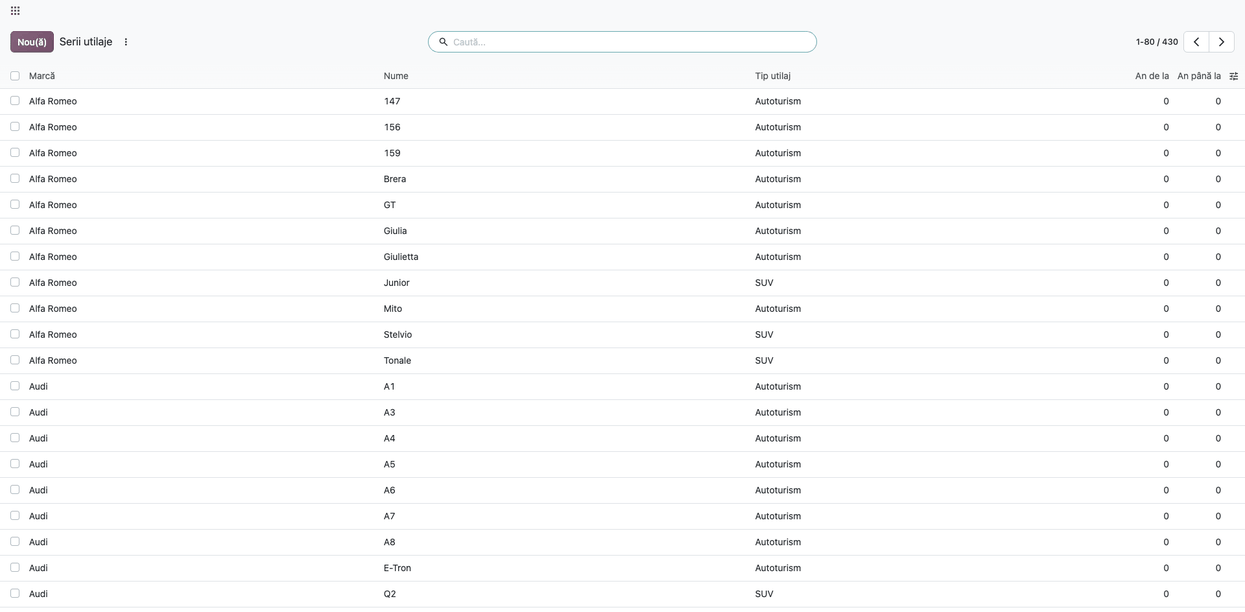 Nou(ă) Serii utilaje
Caută...
1-80 / 430
Marcă Nume Tip utilaj An de la An până la
Alfa Romeo 147 Autoturism 0 0
Alfa Romeo 156 Autoturism 0 0
Alfa Romeo 159 Autoturism 0 0
Alfa Romeo Brera Autoturism 0 0
Alfa Romeo GT Autoturism 0 0
Alfa Romeo Giulia Autoturism 0 0
Alfa Romeo Giulietta Autoturism 0 0
Alfa Romeo Junior SUV 0 0
Alfa Romeo Mito Autoturism 0 0
Alfa Romeo Stelvio SUV 0 0
Alfa Romeo Tonale SUV 0 0
Audi A1 Autoturism 0 0
Audi A3 Autoturism 0 0
Audi A4 Autoturism 0 0
Audi A5 Autoturism 0 0
Audi A6 Autoturism 0 0
Audi A7 Autoturism 0 0
Audi A8 Autoturism 0 0
Audi E-Tron Autoturism 0 0
Audi Q2 SUV 0 0